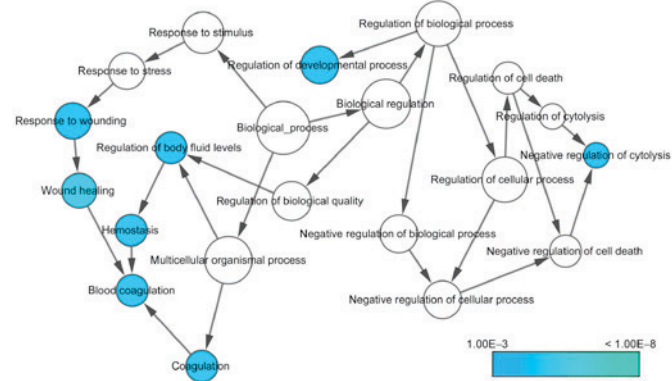 Response to stimulus
Regulation of biological process
Response to stress
Regulation of developmental process
Regulation of cell death
Biological regulation
Regulation of cytolysis
Response to wounding
Biological_process
Regulation of body fluid levels
Negative regulation of cytolysis
Wound healing
Regulation of biological quality
Regulation of cellular process
Hemostasis
Negative regulation of biological process
Multicellular organismal process
Negative regulation of cell death
Blood coagulation
Negative regulation of cellular process
Coagulation
1.00E–3
< 1.00E–8